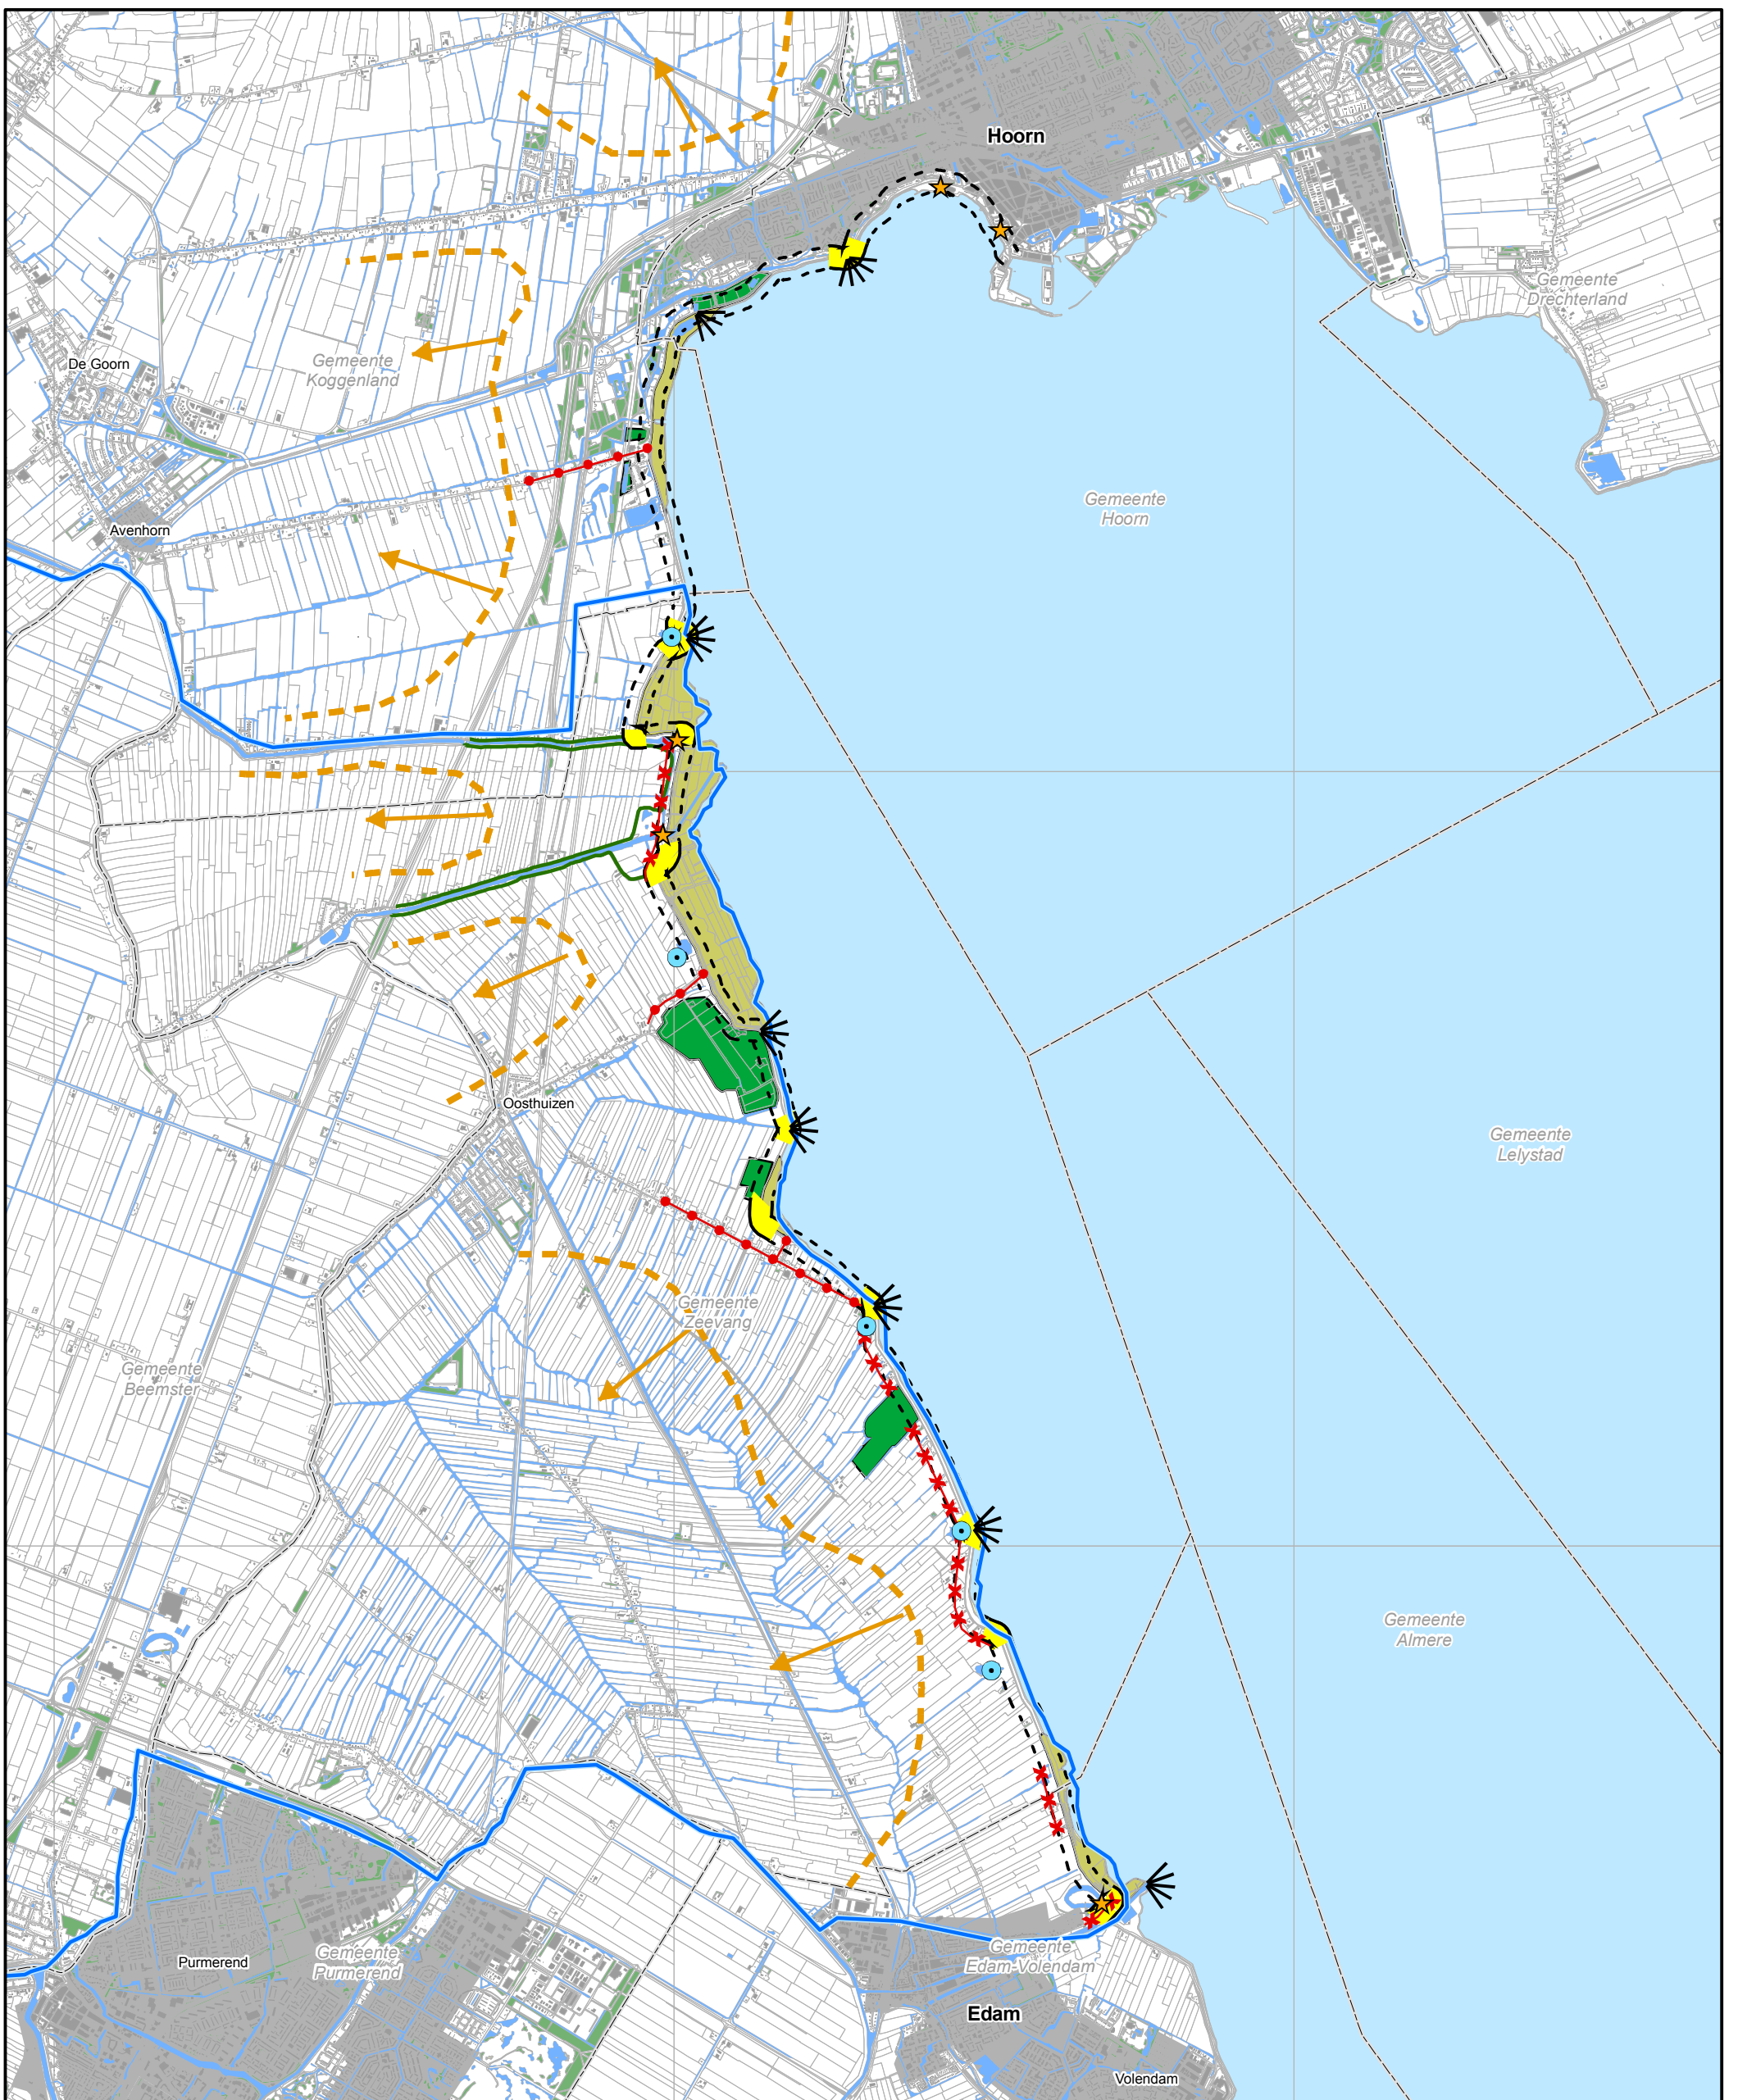 Hoorn
Gemeente
Drechterland
De Goorn
Gemeente
Koggenland
Gemeente
Hoorn
Avenhorn
Oosthuizen
Gemeente
Lelystad
Gemeente
Zeevang
Gemeente
Beemster
Gemeente
Almere
Gemeente
Edam-Volendam
Gemeente
Purmerend
Purmerend
Edam
Volendam